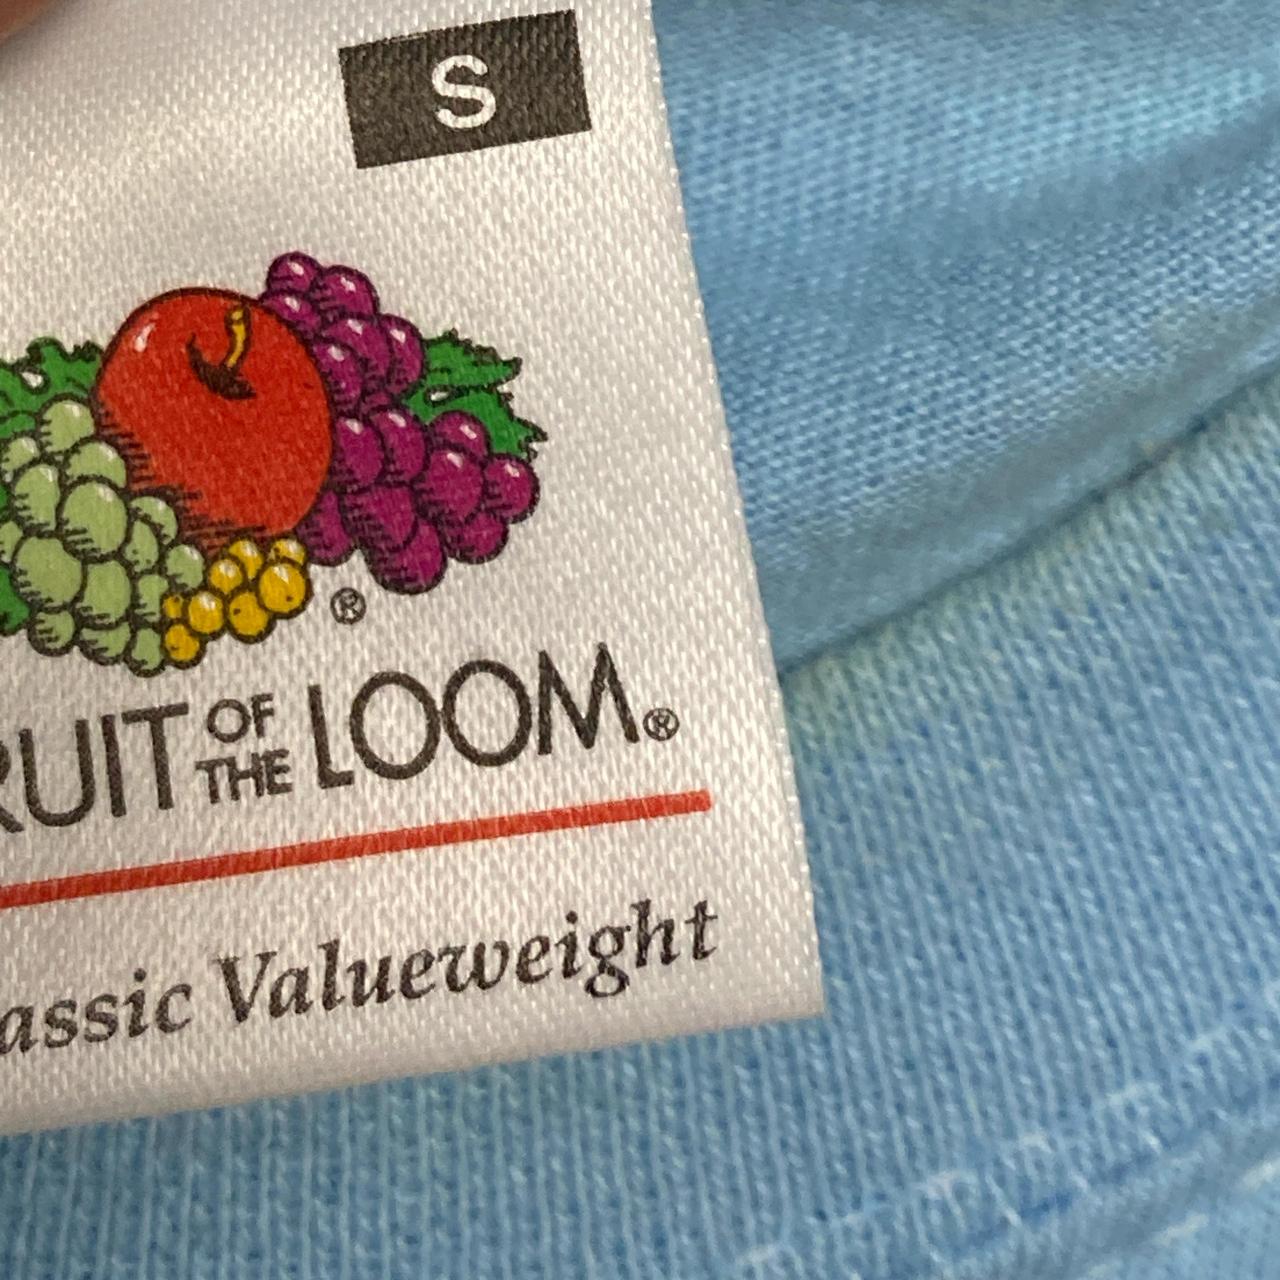 S
®
RUIT OF THE LOOM®
assic Valueweight